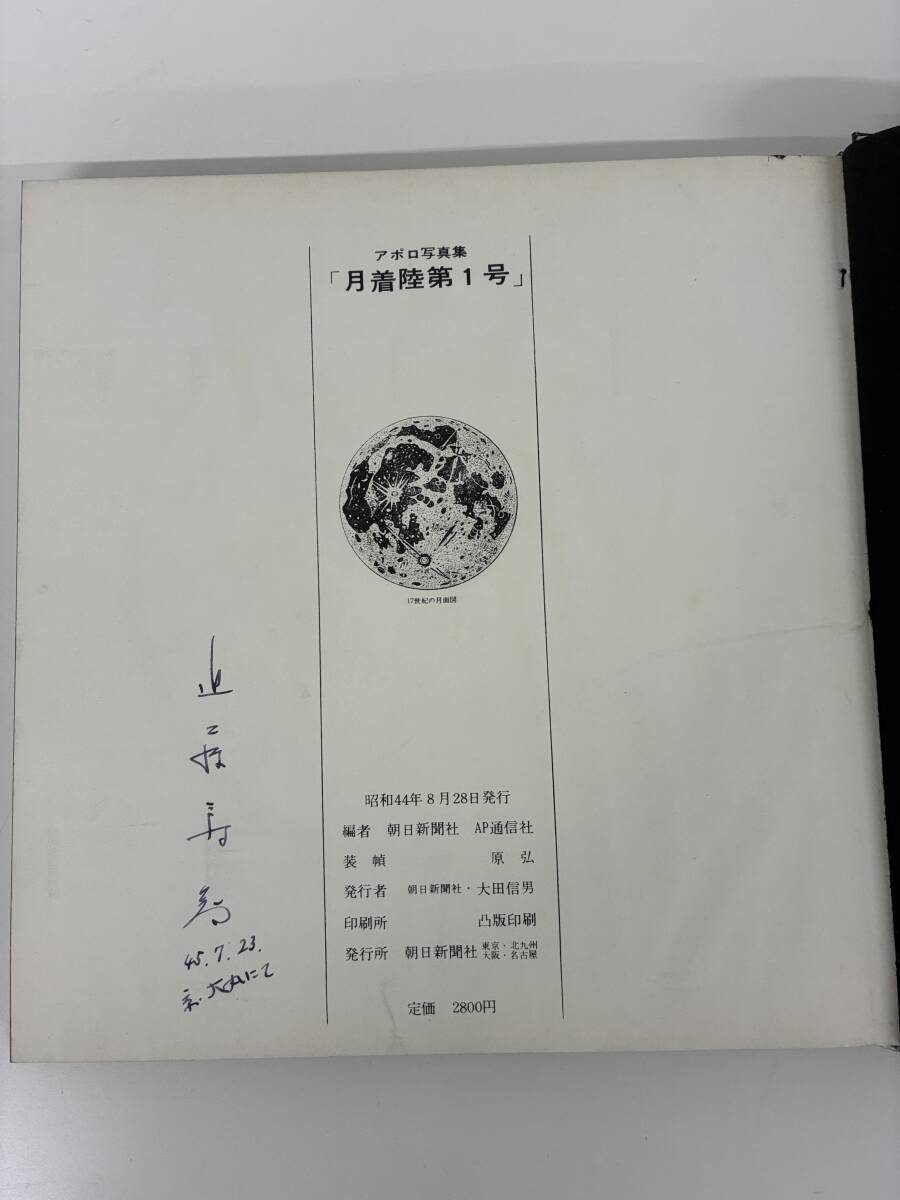 アポロ写真集
「月着陸第1号」
17世紀の月面図
昭和44年8月28日発行
編者 朝日新聞社 AP通信社
装幀 原弘
発行者 朝日新聞社・大田信男
印刷所 凸版印刷
発行所 朝日新聞社 東京・北九州
大阪・名古屋
定価 2800円
45.7.23.
大丸にて